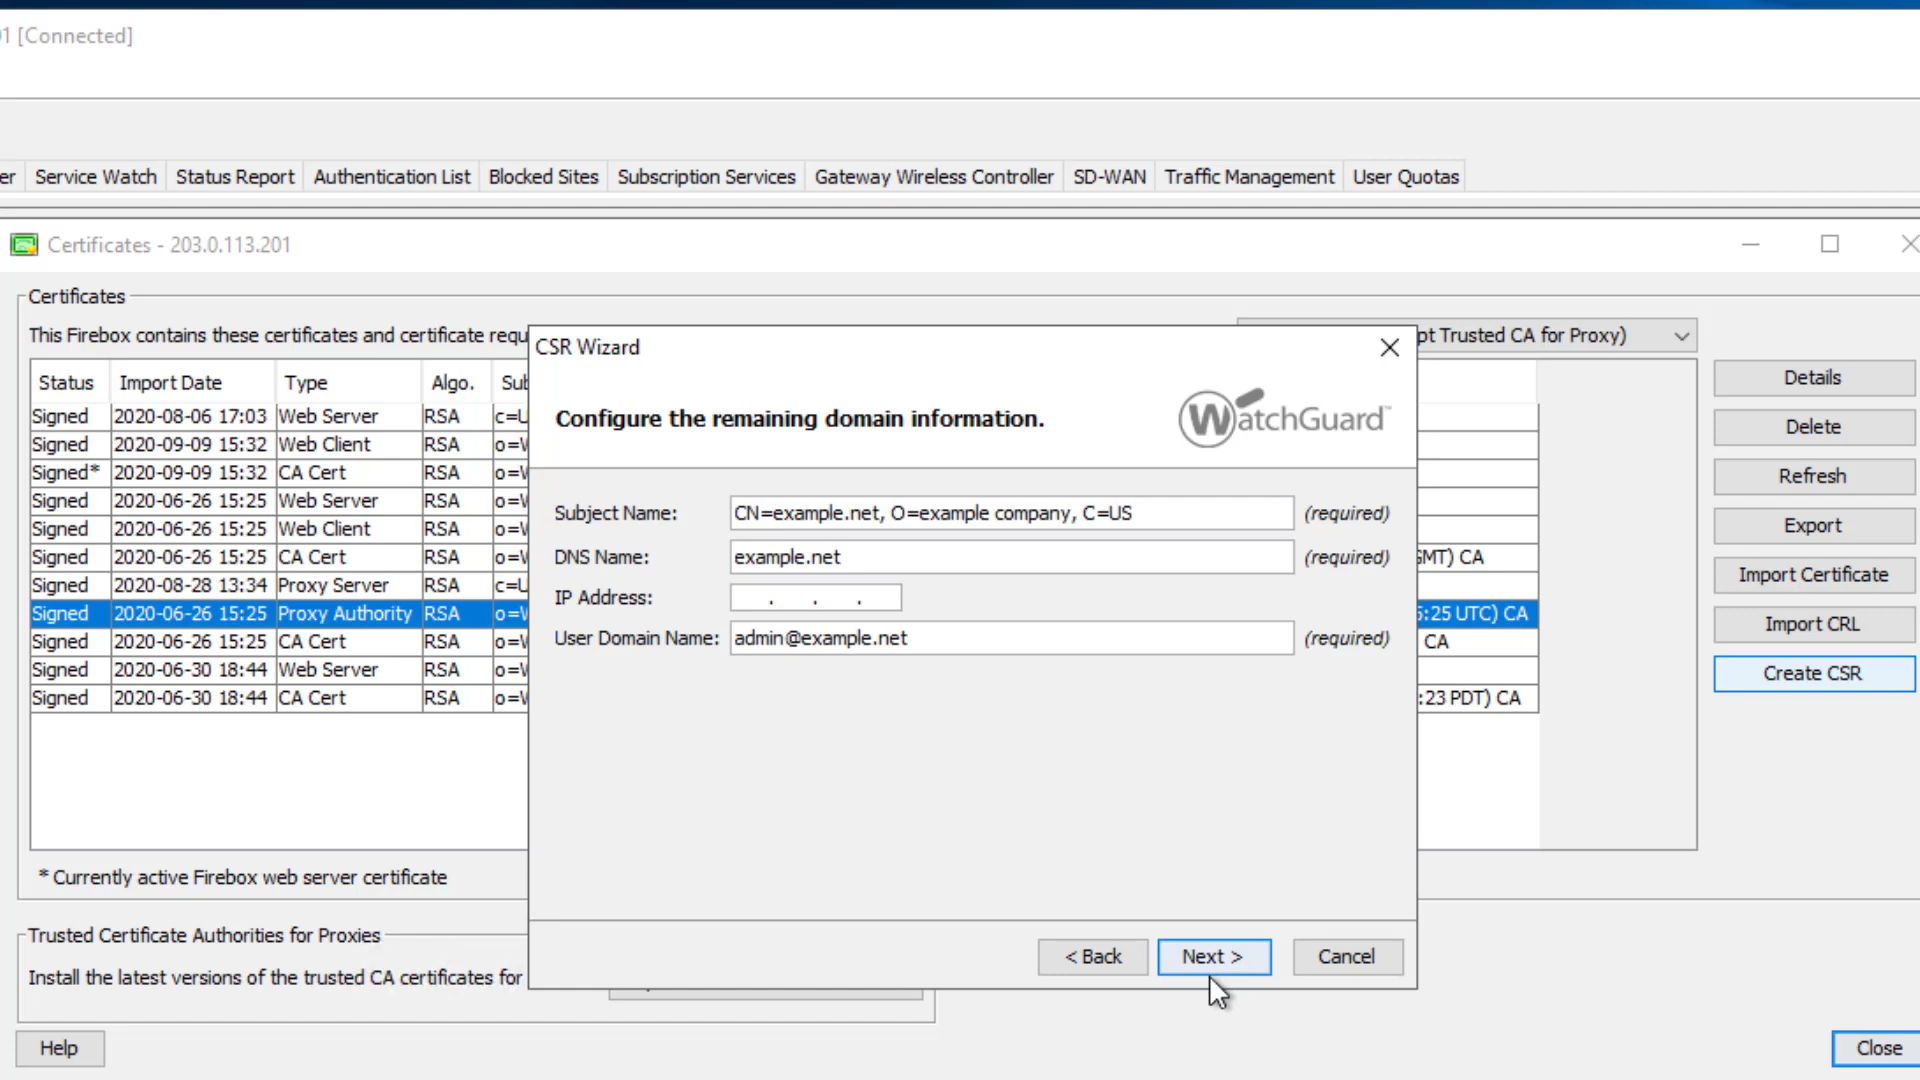 01 [Connected]
er Service Watch Status Report Authentication List Blocked Sites Subscription Services Gateway Wireless Controller SD-WAN Traffic Management User Quotas
Certificates - 203.0.113.201
Certificates
This Firebox contains these certificates and certificate requ
pt Trusted CA for Proxy)
Status Import Date Type Algo. Sub
Signed 2020-08-06 17:03 Web Server RSA c=U
Signed 2020-09-09 15:32 Web Client RSA o=W
Signed* 2020-09-09 15:32 CA Cert RSA o=W
Signed 2020-06-26 15:25 Web Server RSA o=W
Signed 2020-06-26 15:25 Web Client RSA o=W
Signed 2020-06-26 15:25 CA Cert RSA o=W GMT) CA
Signed 2020-08-28 13:34 Proxy Server RSA c=U
Signed 2020-06-26 15:25 Proxy Authority RSA o=W 5:25 UTC) CA
Signed 2020-06-26 15:25 CA Cert RSA o=W CA
Signed 2020-06-30 18:44 Web Server RSA o=W
Signed 2020-06-30 18:44 CA Cert RSA o=W :23 PDT) CA
* Currently active Firebox web server certificate
Details
Delete
Refresh
Export
Import Certificate
Import CRL
Create CSR
CSR Wizard
Configure the remaining domain information.
WatchGuard™
Subject Name: CN=example.net, O=example company, C=US (required)
DNS Name: example.net (required)
IP Address: . . .
User Domain Name: admin@example.net (required)
< Back Next > Cancel
Trusted Certificate Authorities for Proxies
Install the latest versions of the trusted CA certificates for
Help
Close